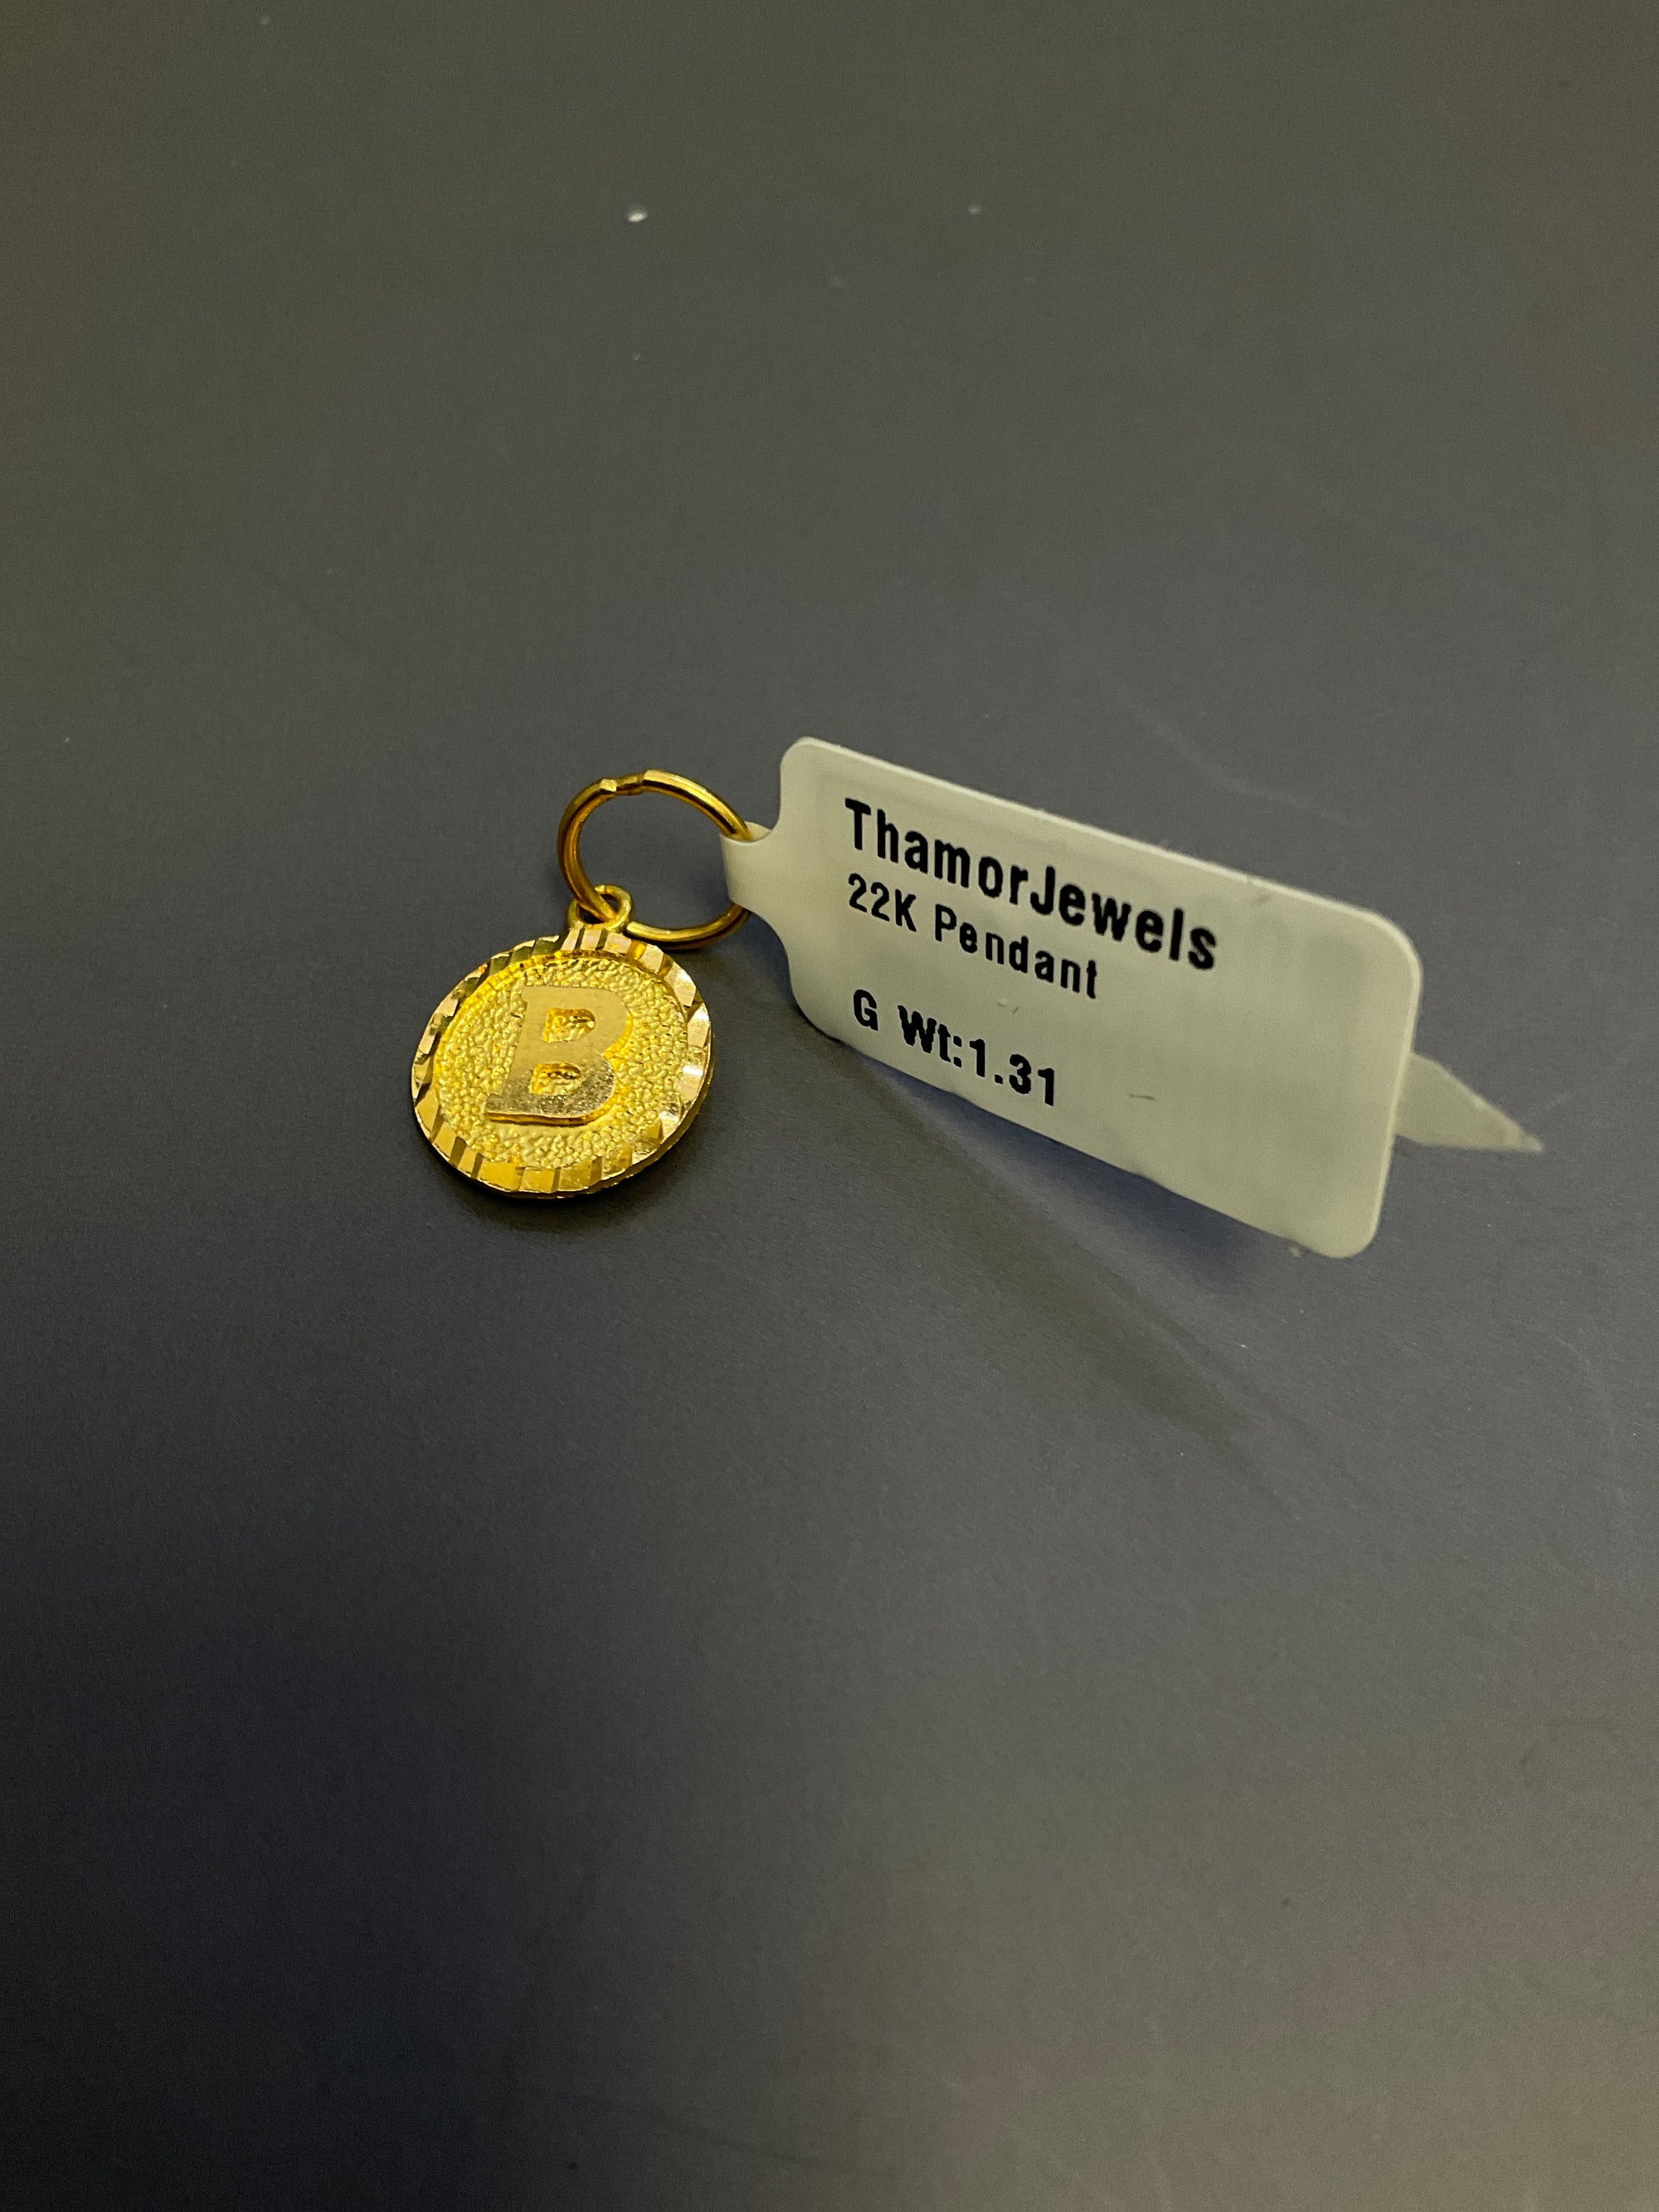 B
ThamorJewels
22K Pendant
G Wt:1.31